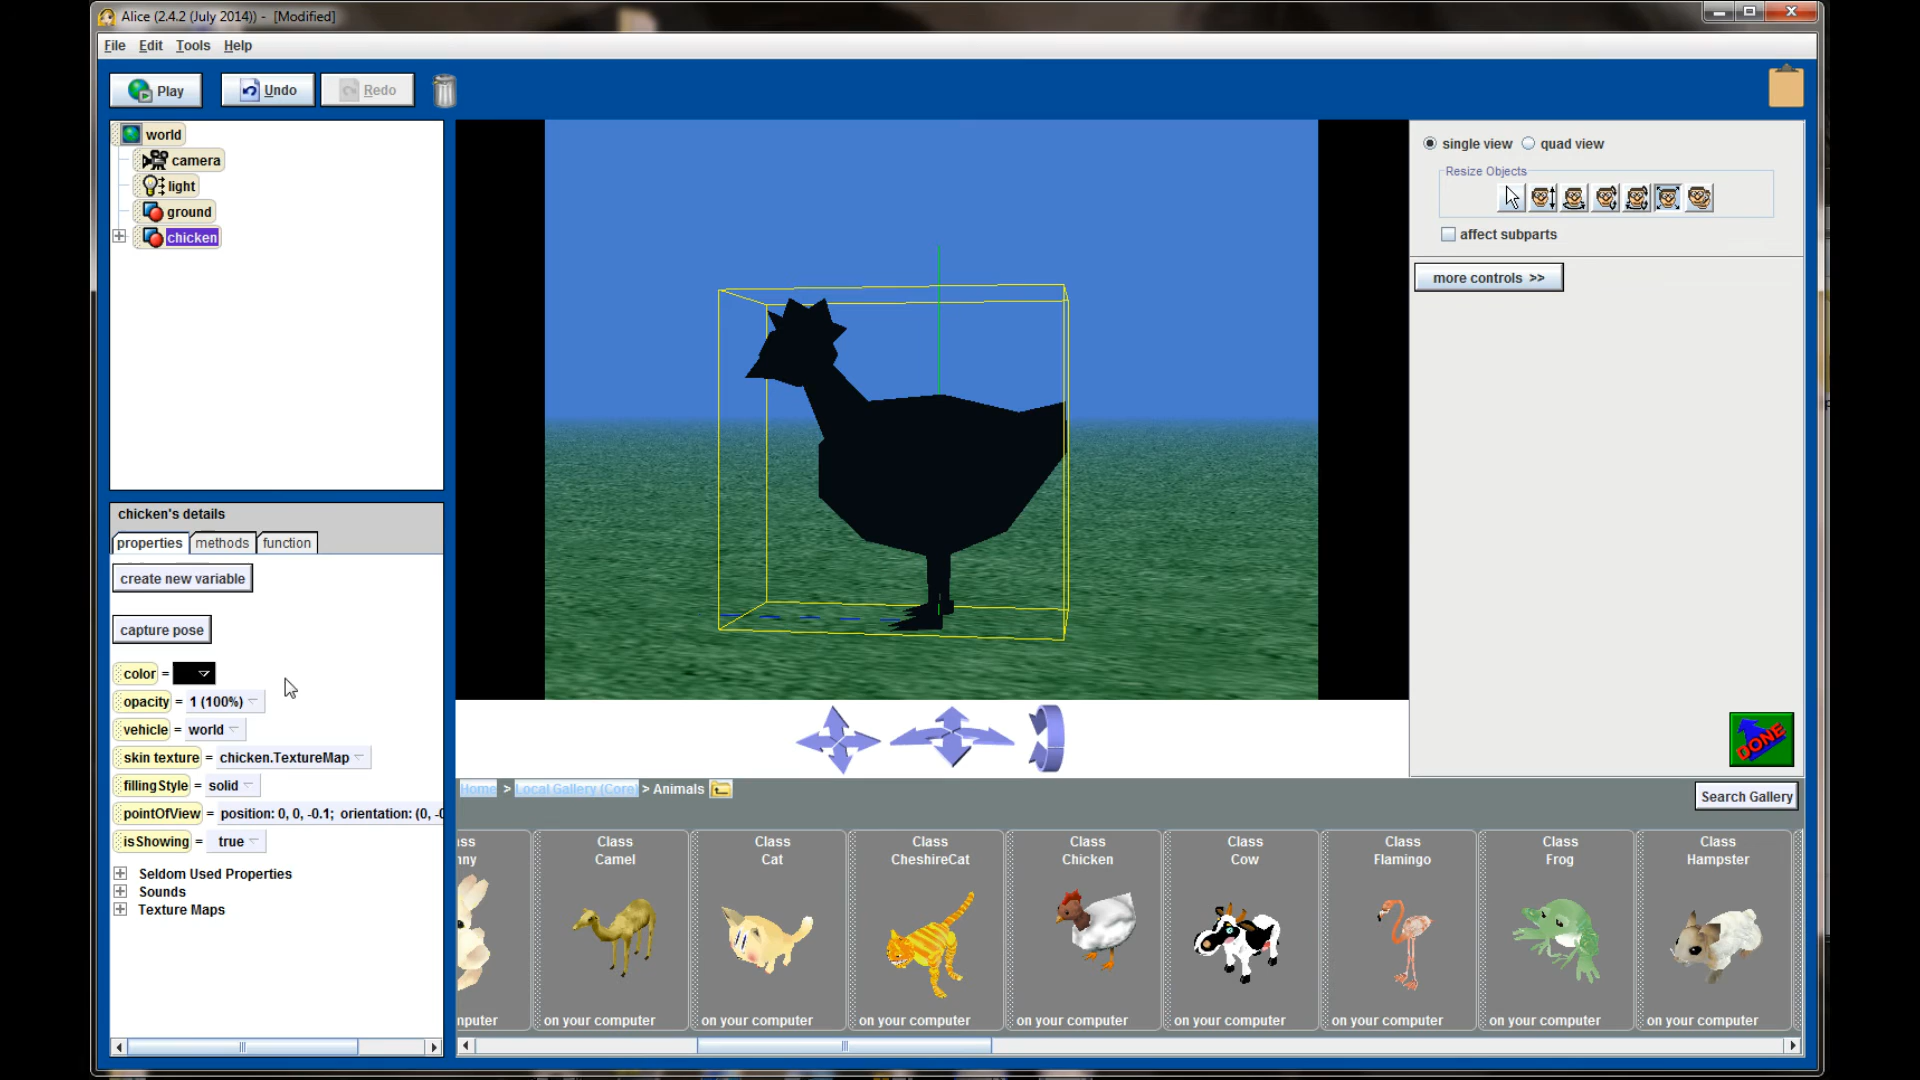 Alice (2.4.2 (July 2014)) - [Modified]
File Edit Tools Help
Play Undo Redo
world
camera
light
ground
chicken
single view quad view
Resize Objects
affect subparts
more controls >>
DONE
chicken's details
properties methods function
create new variable
capture pose
color =
opacity = 1 (100%)
vehicle = world
skin texture = chicken.TextureMap
fillingStyle = solid
pointOfView = position: 0, 0, -0.1; orientation: (0, -0
isShowing = true
Seldom Used Properties
Sounds
Texture Maps
Home > Local Gallery (Core) > Animals
Search Gallery
ss
nny
nputer
Class
Camel
on your computer
Class
Cat
on your computer
Class
CheshireCat
on your computer
Class
Chicken
on your computer
Class
Cow
on your computer
Class
Flamingo
on your computer
Class
Frog
on your computer
Class
Hampster
on your computer